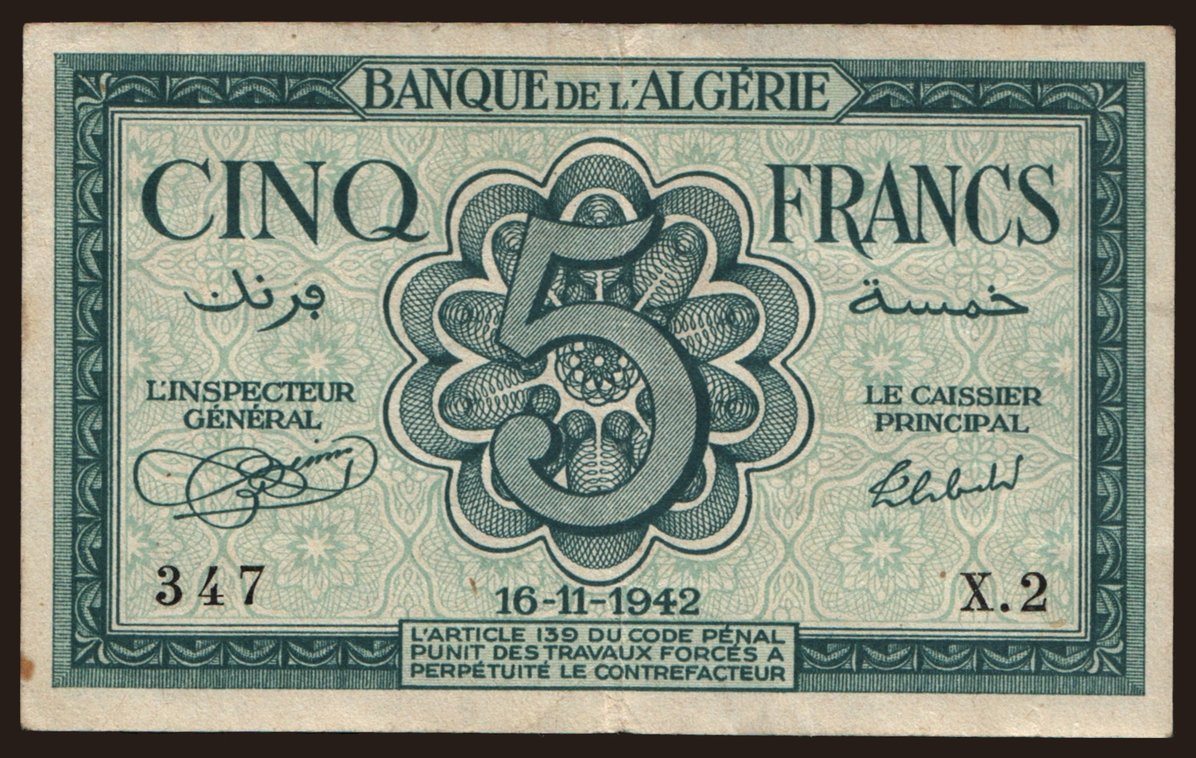 BANQUE DE L'ALGÉRIE
CINQ FRANCS
5
فرنك
خمسة
L'INSPECTEUR
GÉNÉRAL
LE CAISSIER
PRINCIPAL
347
16-11-1942
X.2
L'ARTICLE 139 DU CODE PÉNAL
PUNIT DES TRAVAUX FORCÉS A
PERPÉTUITÉ LE CONTREFACTEUR